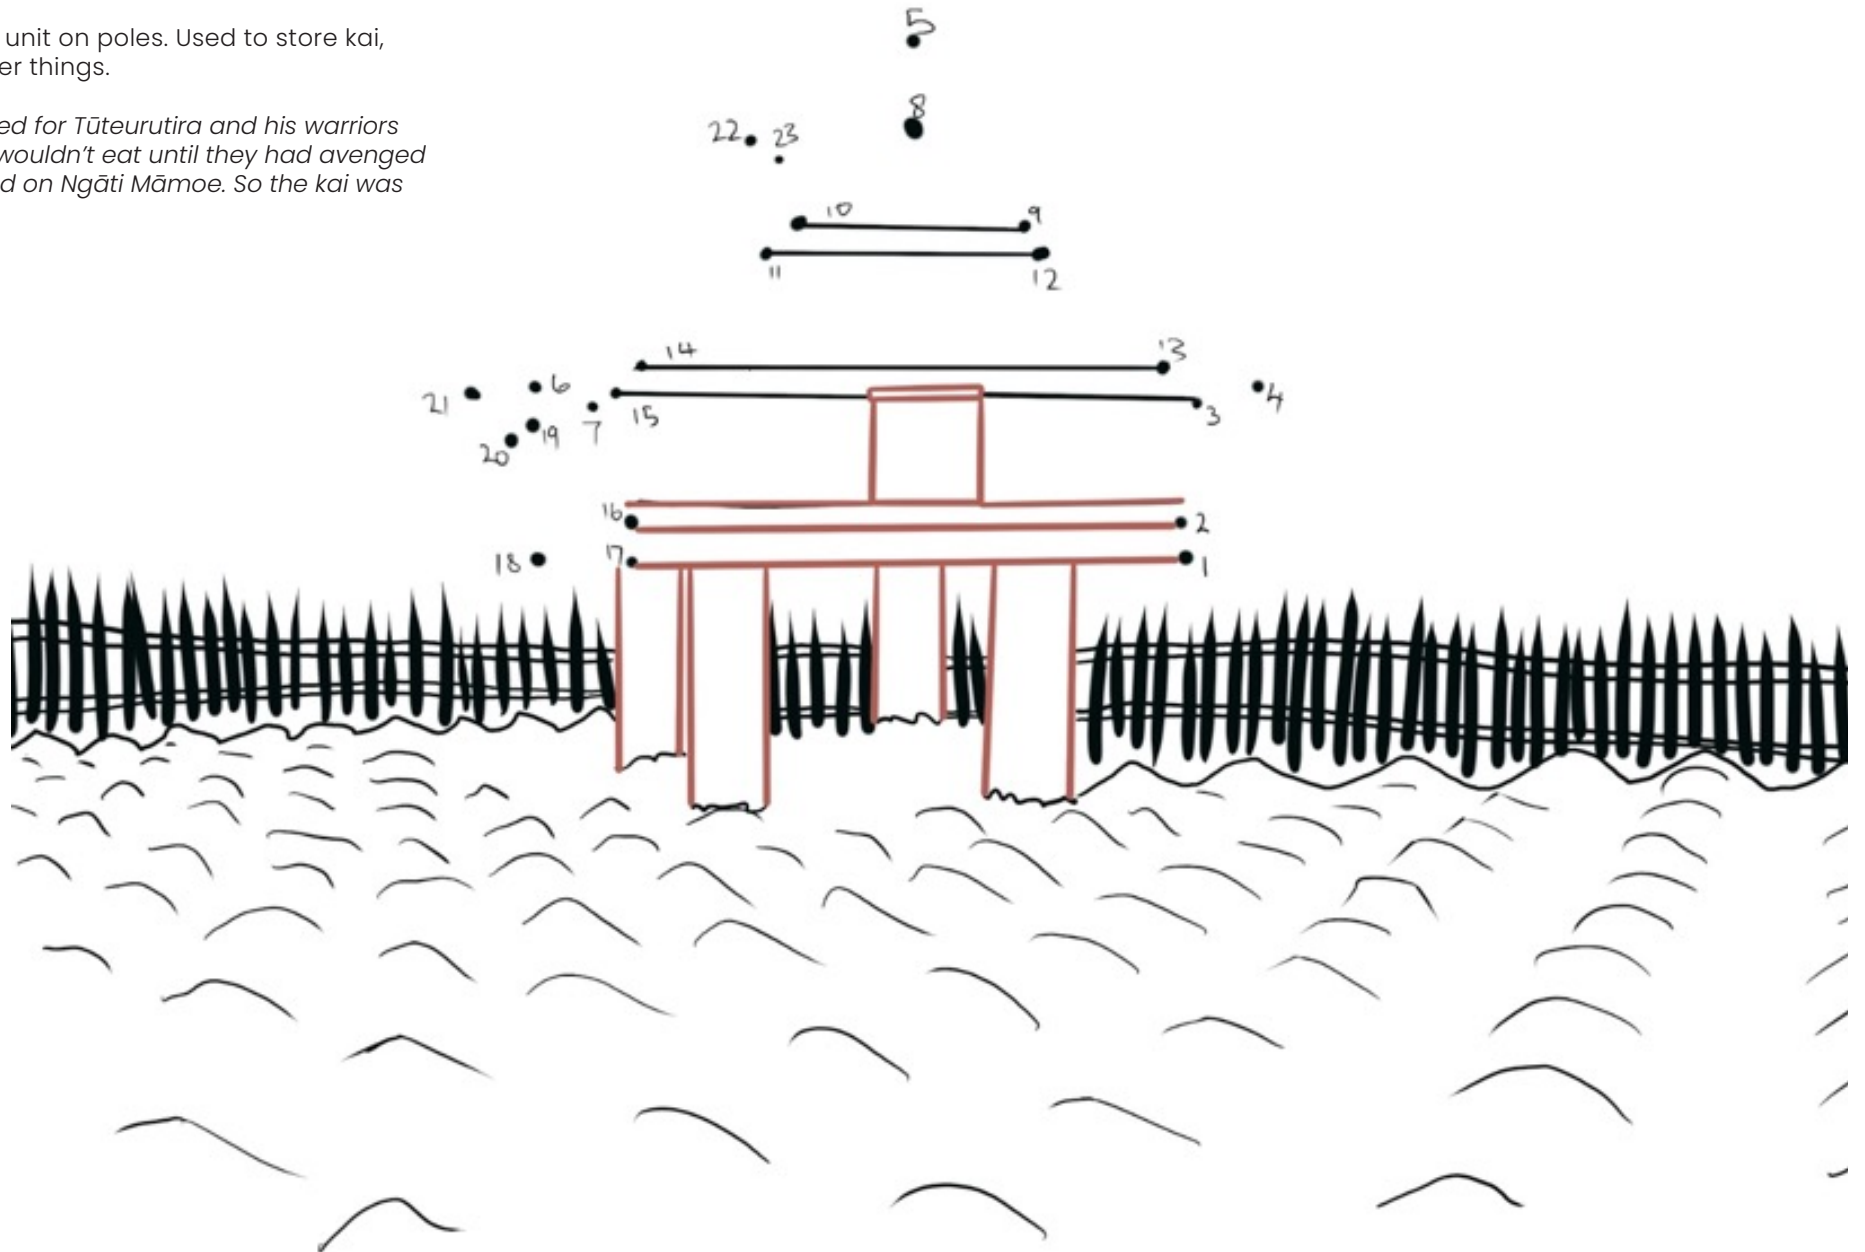 unit on poles. Used to store kai,
er things.
ed for Tūteurutira and his warriors
wouldn’t eat until they had avenged
d on Ngāti Māmoe. So the kai was
5
8
22 23
10 9
11 12
14 13
21 6 4
15 3
20 19 7
16 2
18 17 1